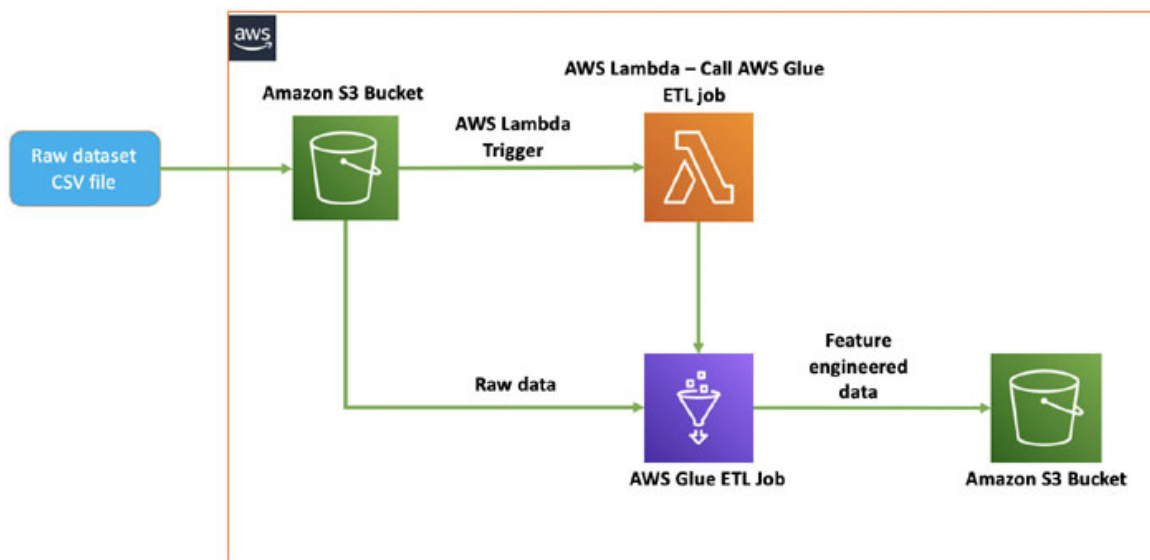 aws
AWS Lambda – Call AWS Glue
ETL job
Amazon S3 Bucket
AWS Lambda
Trigger
Raw dataset
CSV file
Feature
engineered
data
Raw data
AWS Glue ETL Job
Amazon S3 Bucket